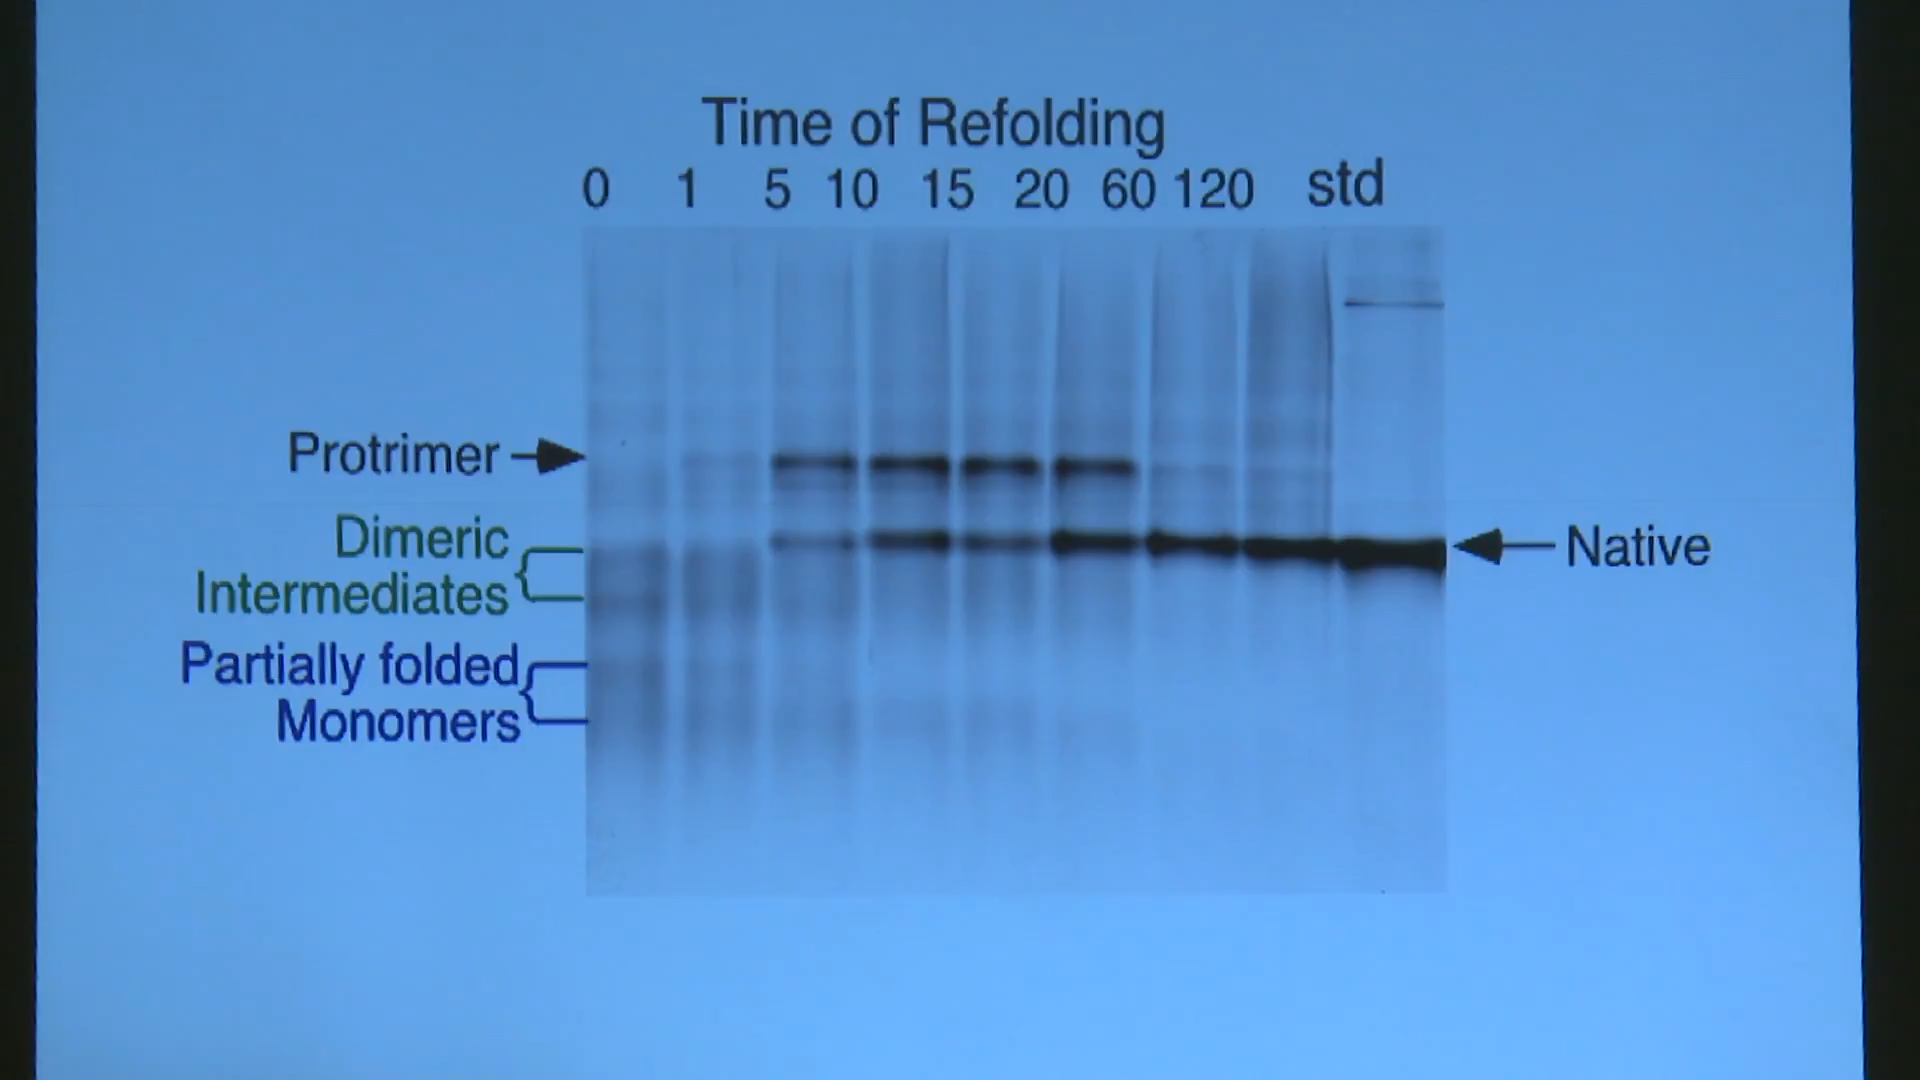 Time of Refolding
0 1 5 10 15 20 60 120 std
Protrimer
Dimeric
Intermediates
Native
Partially folded
Monomers